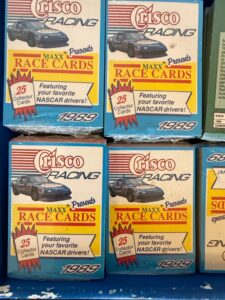 Crisco
RACING
Presents
MAXX
RACE CARDS
25
Collector
Cards
Featuring
your favorite
NASCAR drivers!
1989
Crisco
RACING
Presents
MAXX
RACE CARDS
25
Collector
Cards
Featuring
your favorite
NASCAR drivers!
1989
Crisco
RACING
Presents
MAXX
RACE CARDS
25
Collector
Cards
Featuring
your favorite
NASCAR drivers!
1989
Crisco
RACING
Presents
MAXX
RACE CARDS
25
Collector
Cards
Featuring
your favorite
NASCAR drivers!
1989